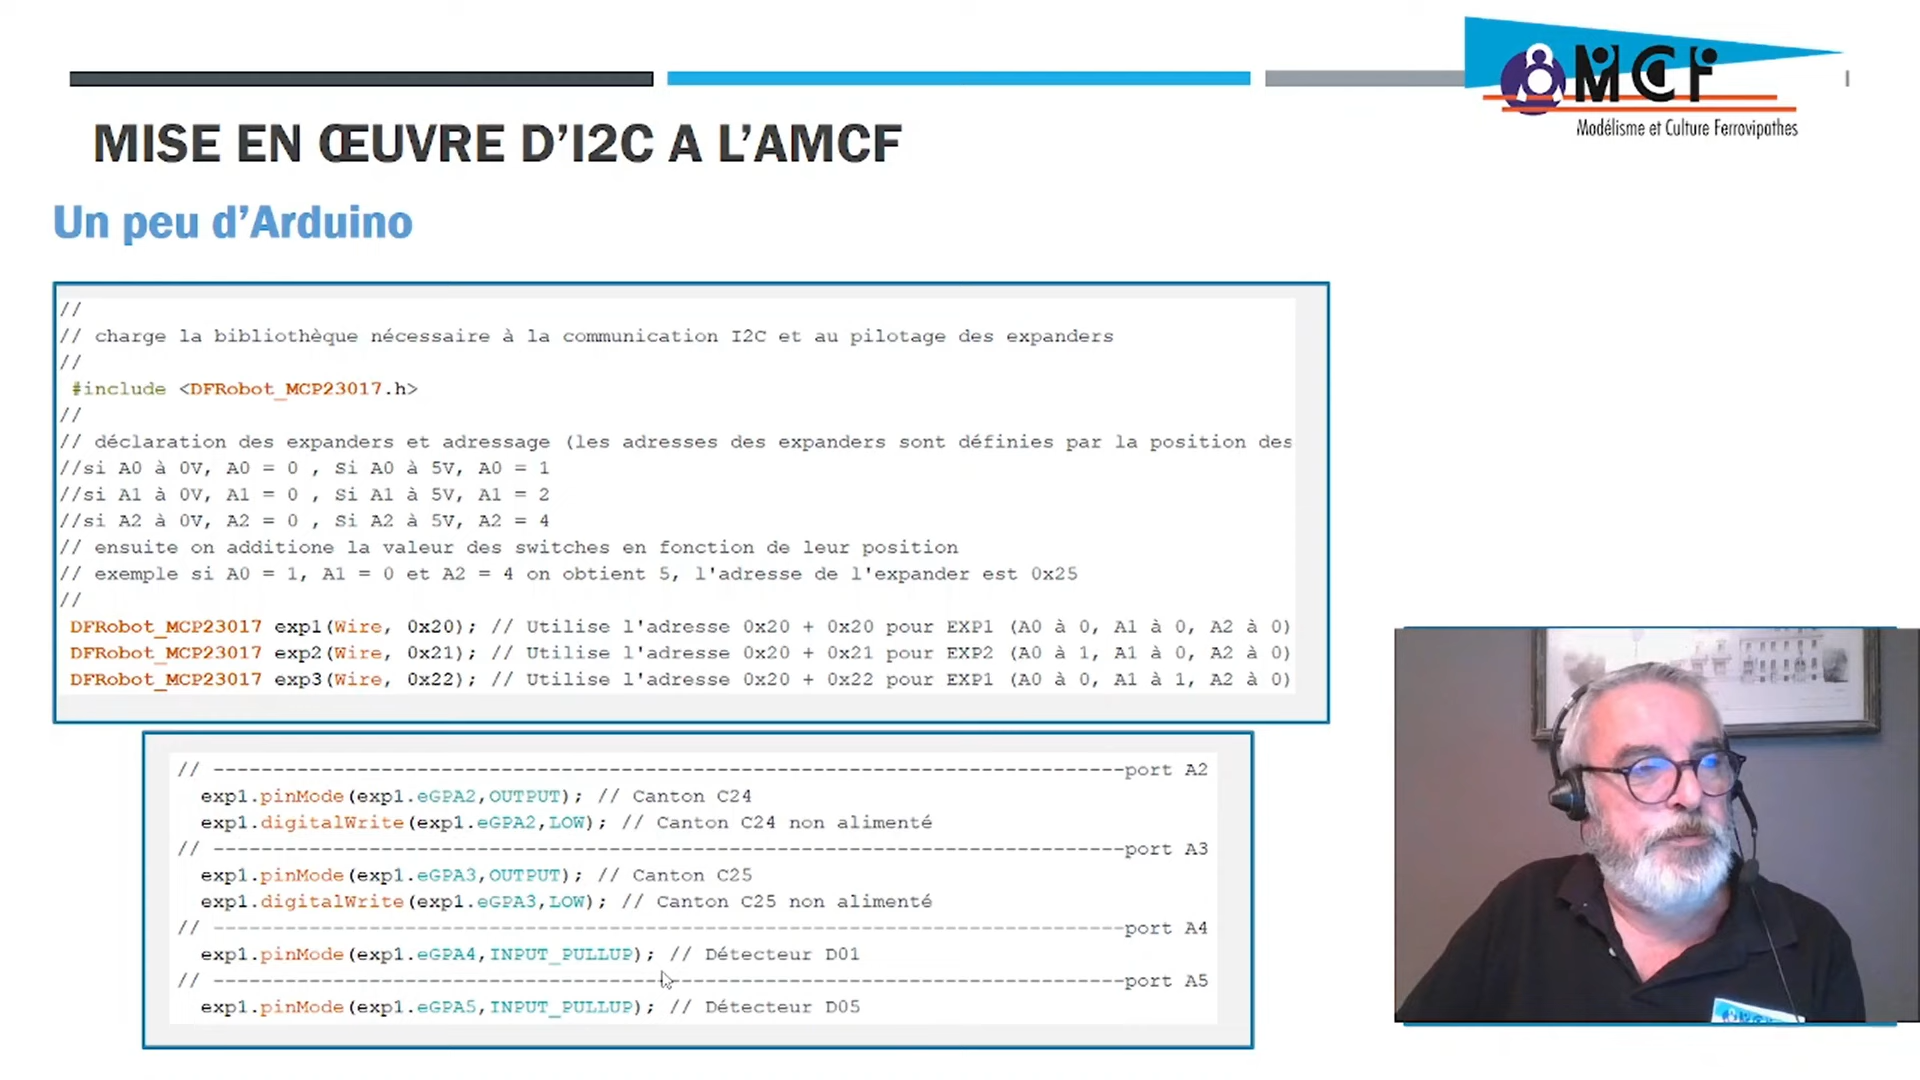 MCF
Modélisme et Culture Ferrovipathes
MISE EN ŒUVRE D’I2C A L’AMCF
Un peu d’Arduino
//
// charge la bibliothèque nécessaire à la communication I2C et au pilotage des expanders
//
#include <DFRobot_MCP23017.h>
//
// déclaration des expanders et adressage (les adresses des expanders sont définies par la position des
//si A0 à 0V, A0 = 0 , Si A0 à 5V, A0 = 1
//si A1 à 0V, A1 = 0 , Si A1 à 5V, A1 = 2
//si A2 à 0V, A2 = 0 , Si A2 à 5V, A2 = 4
// ensuite on additione la valeur des switches en fonction de leur position
// exemple si A0 = 1, A1 = 0 et A2 = 4 on obtient 5, l'adresse de l'expander est 0x25
//
DFRobot_MCP23017 exp1(Wire, 0x20); // Utilise l'adresse 0x20 + 0x20 pour EXP1 (A0 à 0, A1 à 0, A2 à 0)
DFRobot_MCP23017 exp2(Wire, 0x21); // Utilise l'adresse 0x20 + 0x21 pour EXP2 (A0 à 1, A1 à 0, A2 à 0)
DFRobot_MCP23017 exp3(Wire, 0x22); // Utilise l'adresse 0x20 + 0x22 pour EXP1 (A0 à 0, A1 à 1, A2 à 0)
// ----------------------------------------------------------------------------port A2
exp1.pinMode(exp1.eGPA2,OUTPUT); // Canton C24
exp1.digitalWrite(exp1.eGPA2,LOW); // Canton C24 non alimenté
// ----------------------------------------------------------------------------port A3
exp1.pinMode(exp1.eGPA3,OUTPUT); // Canton C25
exp1.digitalWrite(exp1.eGPA3,LOW); // Canton C25 non alimenté
// ----------------------------------------------------------------------------port A4
exp1.pinMode(exp1.eGPA4,INPUT_PULLUP); // Détecteur D01
// ----------------------------------------------------------------------------port A5
exp1.pinMode(exp1.eGPA5,INPUT_PULLUP); // Détecteur D05